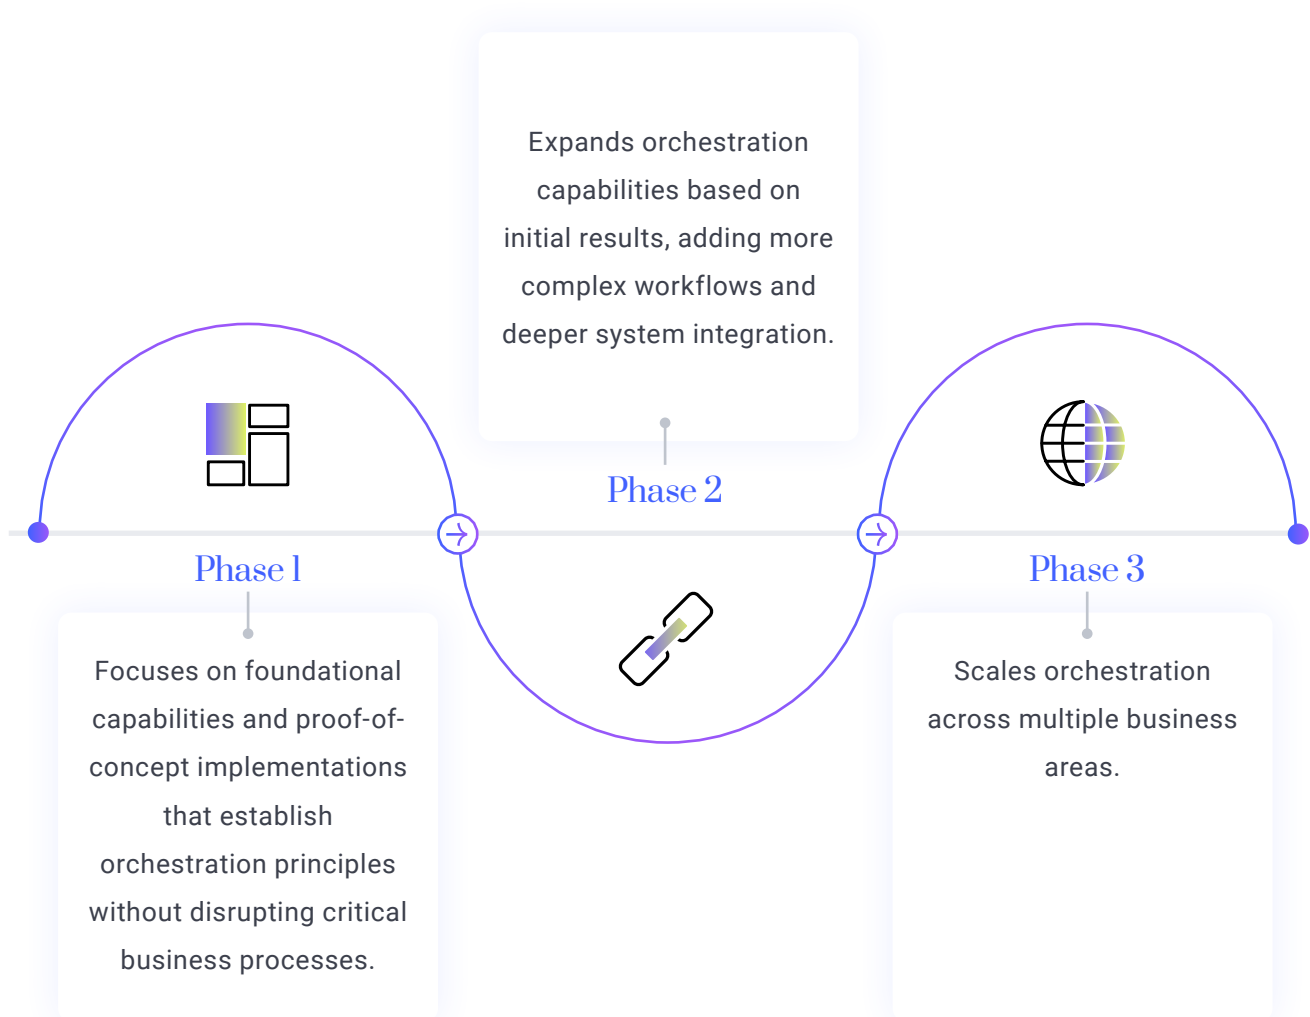 Phase 1
Focuses on foundational
capabilities and proof-of-
concept implementations
that establish
orchestration principles
without disrupting critical
business processes.
Expands orchestration
capabilities based on
initial results, adding more
complex workflows and
deeper system integration.
Phase 2
Phase 3
Scales orchestration
across multiple business
areas.